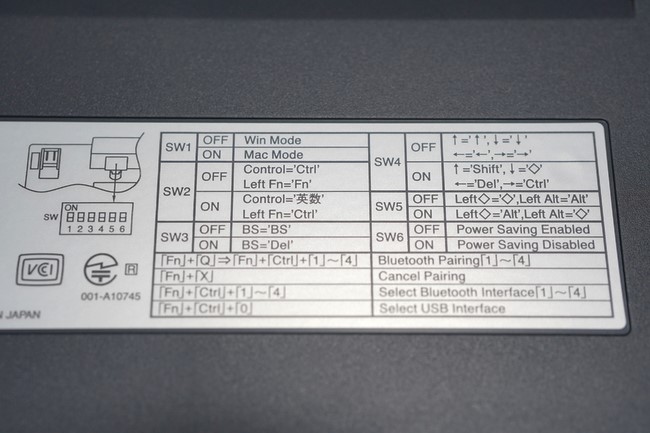 SW1 OFF Win Mode
ON Mac Mode
SW2 OFF Control='Ctrl'
Left Fn='Fn'
ON Control='英数'
Left Fn='Ctrl'
SW3 OFF BS='BS'
ON BS='Del'
SW4 OFF ↑='↑',↓='↓'
←='←',→='→'
ON ↑='Shift',↓='◇'
←='Del',→='Ctrl'
SW5 OFF Left◇='◇',Left Alt='Alt'
ON Left◇='Alt',Left Alt='◇'
SW6 OFF Power Saving Enabled
ON Power Saving Disabled
｢Fn｣+｢Q｣⇒｢Fn｣+｢Ctrl｣+｢1｣～｢4｣ Bluetooth Pairing｢1｣～｢4｣
｢Fn｣+｢X｣ Cancel Pairing
｢Fn｣+｢Ctrl｣+｢1｣～｢4｣ Select Bluetooth Interface｢1｣～｢4｣
｢Fn｣+｢Ctrl｣+｢0｣ Select USB Interface
ON
SW
1 2 3 4 5 6
VCI
R
001-A10745
N JAPAN